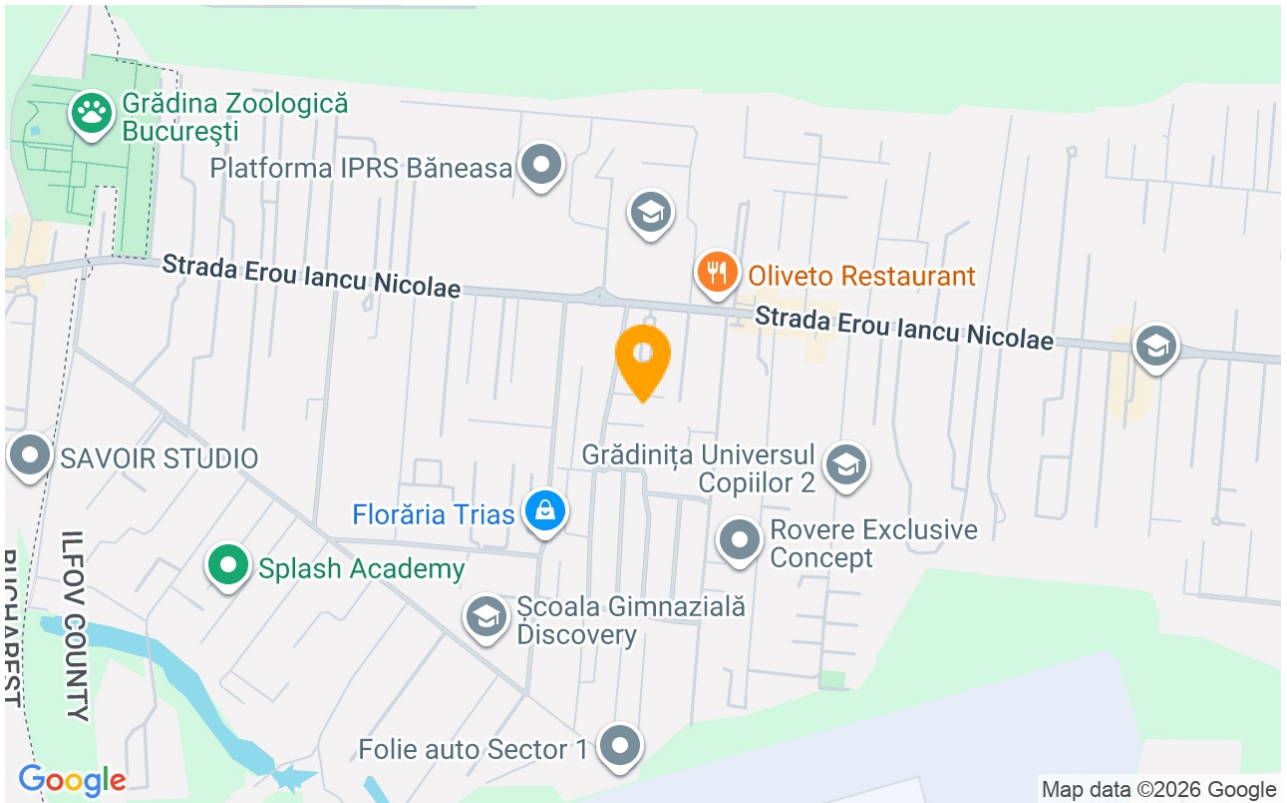 Grădina Zoologică
București
Platforma IPRS Băneasa
Strada Erou Iancu Nicolae
Oliveto Restaurant
Strada Erou Iancu Nicolae
SAVOIR STUDIO
Grădinița Universul
Copiilor 2
Florăria Trias
Rovere Exclusive
Concept
Splash Academy
ILFOV COUNTY
BUCHAREST
Școala Gimnazială
Discovery
Folie auto Sector 1
Google
Map data ©2026 Google